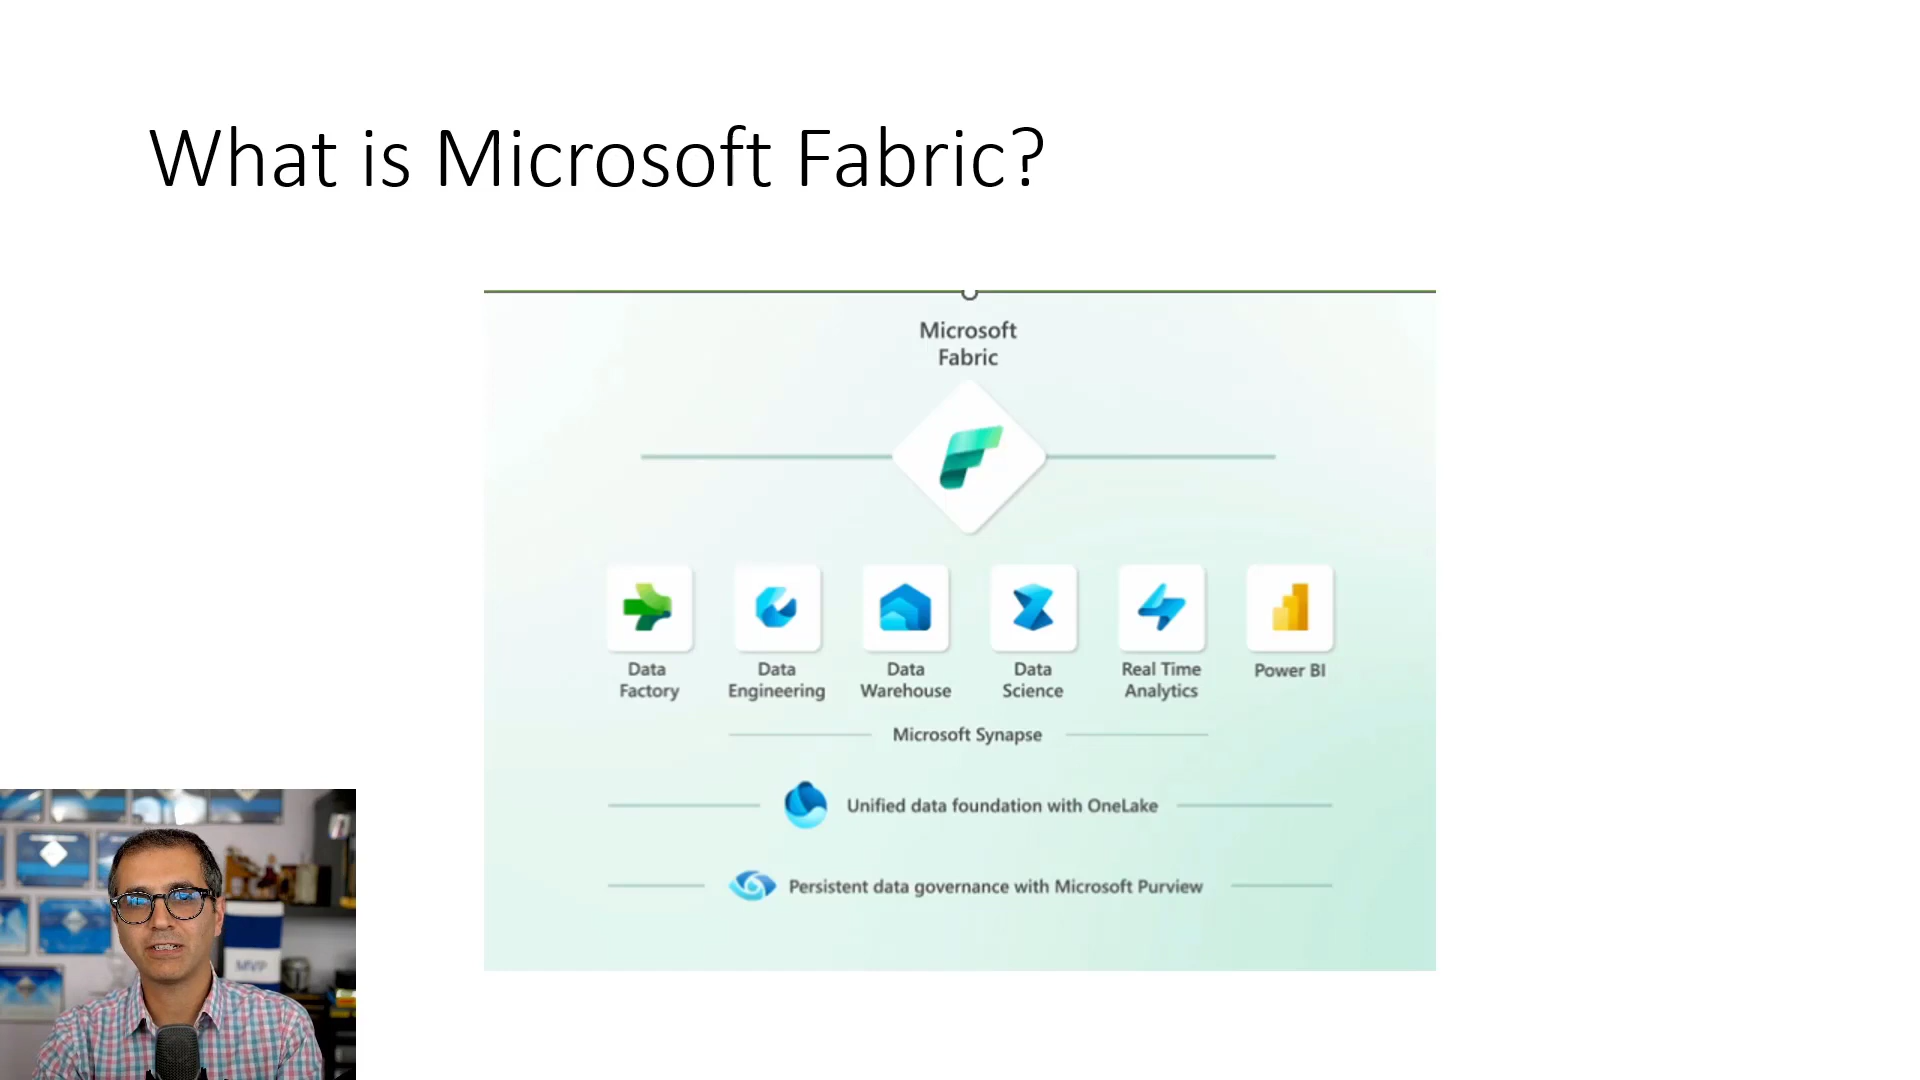 What is Microsoft Fabric?
Microsoft
Fabric
Data
Factory
Data
Engineering
Data
Warehouse
Data
Science
Real Time
Analytics
Power BI
Microsoft Synapse
Unified data foundation with OneLake
Persistent data governance with Microsoft Purview
MVP